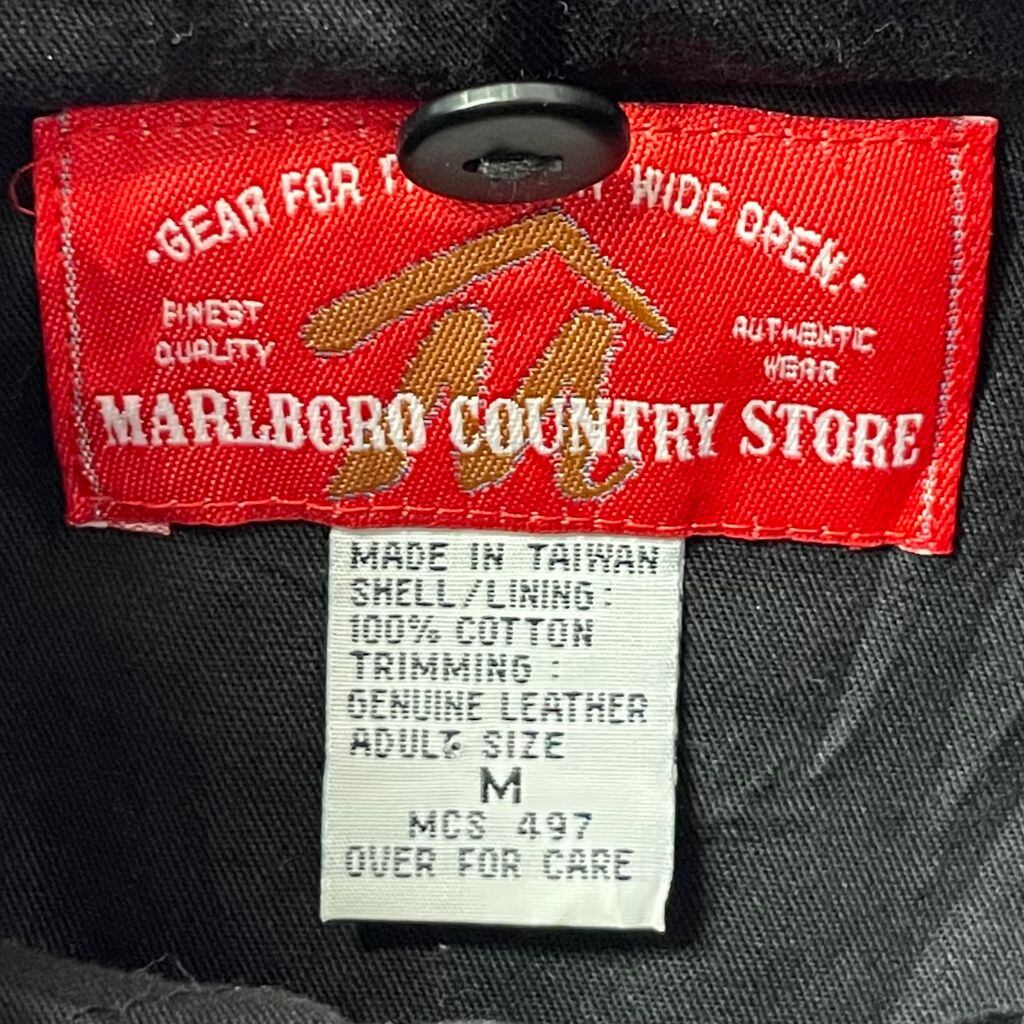 ·GEAR FOR WIDE OPEN.·
FINEST
QUALITY
AUTHENTIC
WEAR
M
MARLBORO COUNTRY STORE
MADE IN TAIWAN
SHELL/LINING:
100% COTTON
TRIMMING:
GENUINE LEATHER
ADULT SIZE
M
MCS 497
OVER FOR CARE